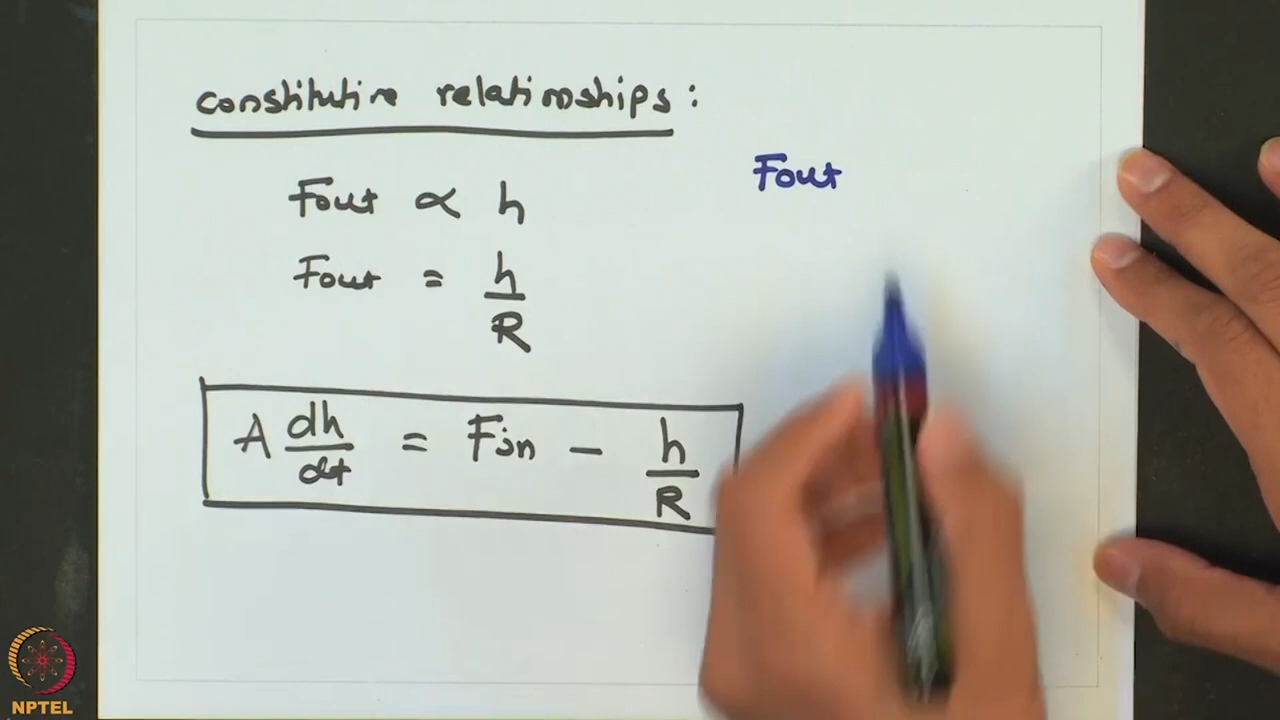 constitutive relationships:
Fout ∝ h
Fout
Fout = h/R
A dh/dt = Fin - h/R
NPTEL